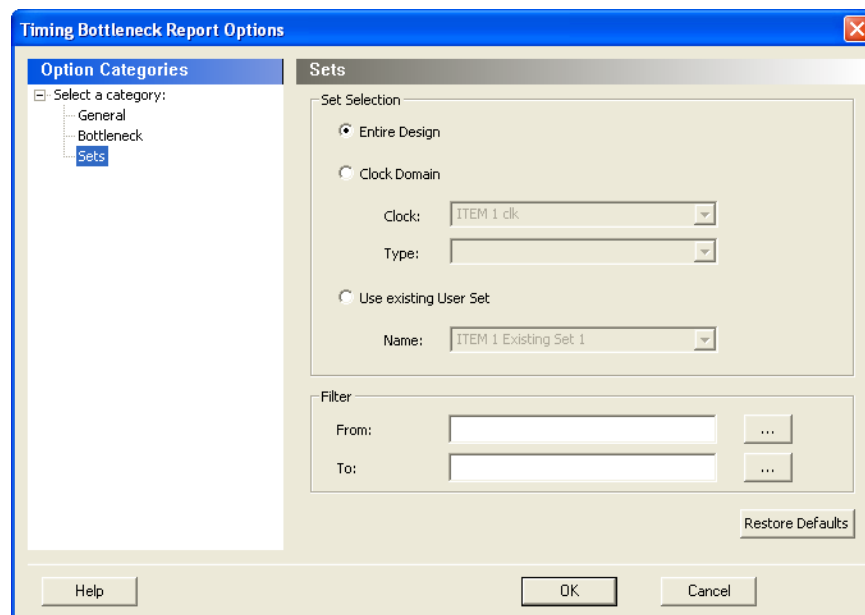 Timing Bottleneck Report Options
Option Categories
Select a category:
General
Bottleneck
Sets
Sets
Set Selection
Entire Design
Clock Domain
Clock: ITEM 1 clk
Type:
Use existing User Set
Name: ITEM 1 Existing Set 1
Filter
From: ...
To: ...
Restore Defaults
Help OK Cancel